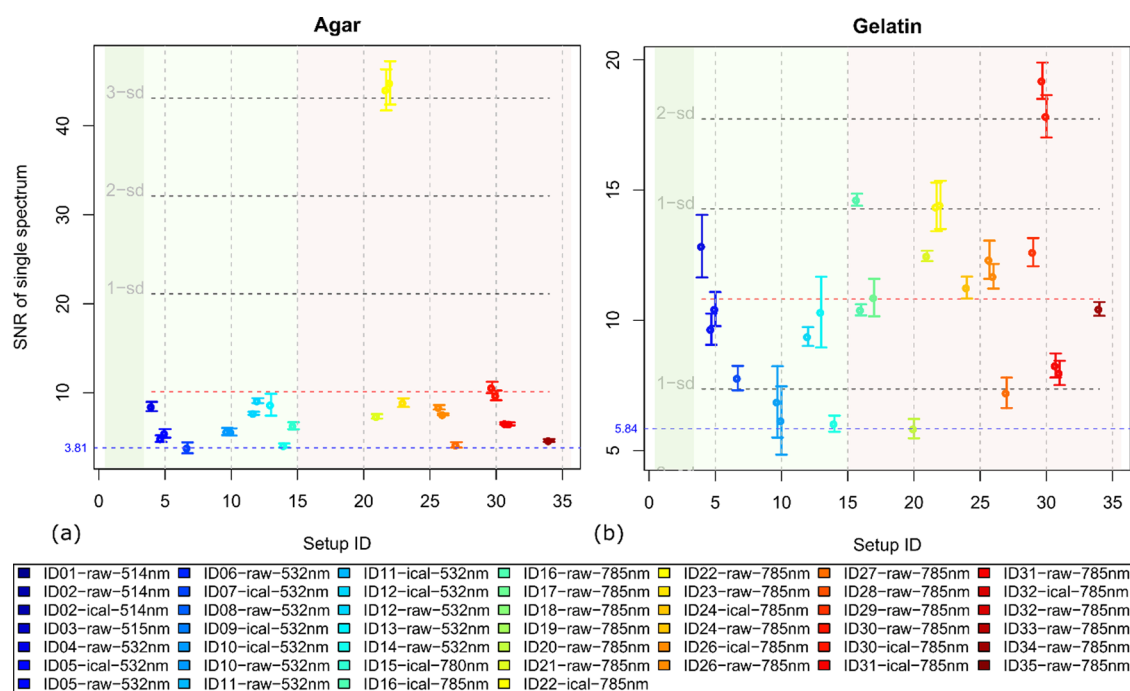 Agar
Gelatin
SNR of single spectrum
3-sd
2-sd
1-sd
40
30
20
10
3.81
0 5 10 15 20 25 30 35
2-sd
1-sd
1-sd
20
15
10
5.84
5
0 5 10 15 20 25 30 35
(a)
Setup ID
(b)
Setup ID
ID01-raw-514nm ID06-raw-532nm ID11-ical-532nm ID16-raw-785nm ID22-raw-785nm ID27-raw-785nm ID31-raw-785nm
ID02-raw-514nm ID07-ical-532nm ID12-ical-532nm ID17-raw-785nm ID23-raw-785nm ID28-raw-785nm ID32-ical-785nm
ID02-ical-514nm ID08-raw-532nm ID12-raw-532nm ID18-raw-785nm ID24-ical-785nm ID29-raw-785nm ID32-raw-785nm
ID03-raw-515nm ID09-ical-532nm ID13-raw-532nm ID19-raw-785nm ID24-raw-785nm ID30-raw-785nm ID33-raw-785nm
ID04-raw-532nm ID10-ical-532nm ID14-raw-532nm ID20-raw-785nm ID26-ical-785nm ID30-ical-785nm ID34-raw-785nm
ID05-ical-532nm ID10-raw-532nm ID15-ical-780nm ID21-raw-785nm ID26-raw-785nm ID31-ical-785nm ID35-raw-785nm
ID05-raw-532nm ID11-raw-532nm ID16-ical-785nm ID22-ical-785nm